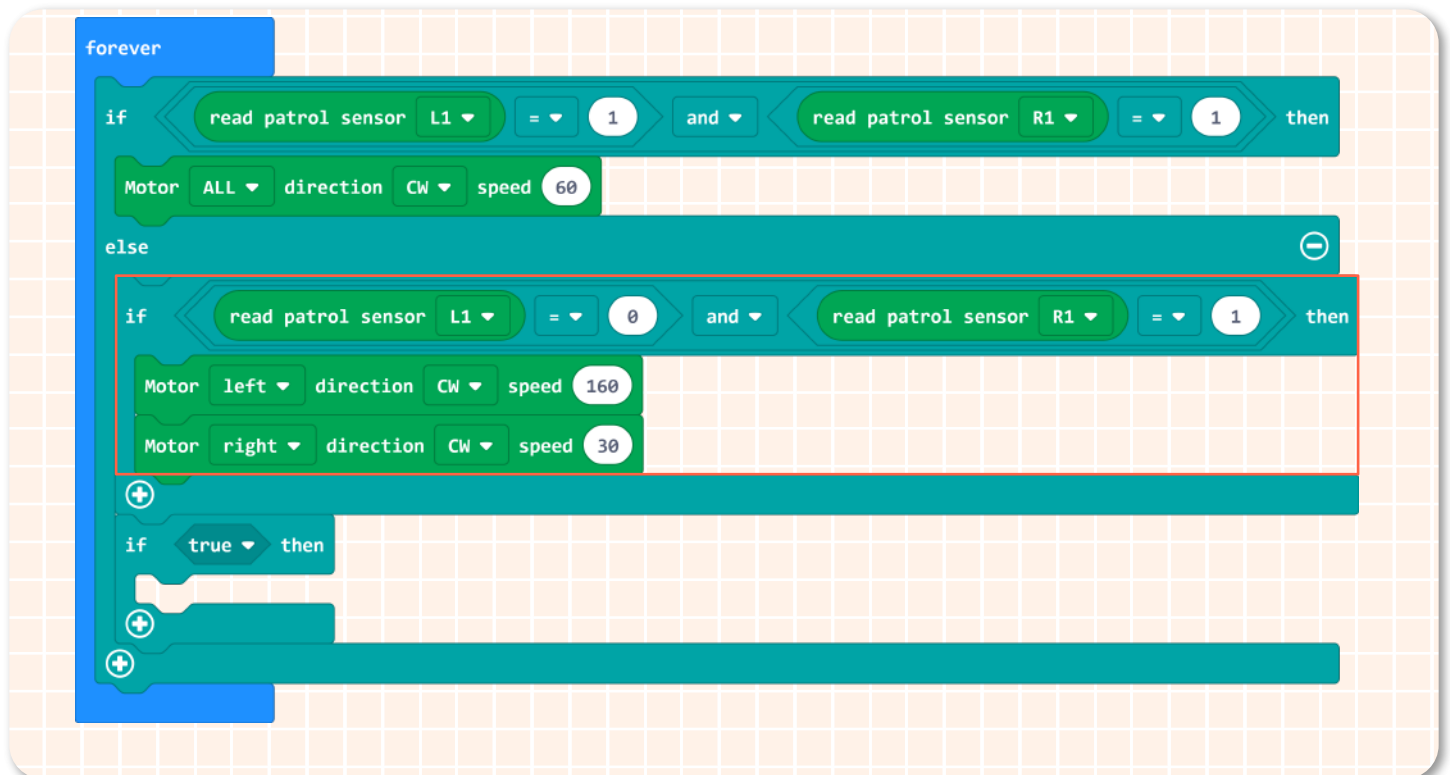 forever
if read patrol sensor L1 = 1 and read patrol sensor R1 = 1 then
Motor ALL direction CW speed 60
else
if read patrol sensor L1 = 0 and read patrol sensor R1 = 1 then
Motor left direction CW speed 160
Motor right direction CW speed 30
if true then